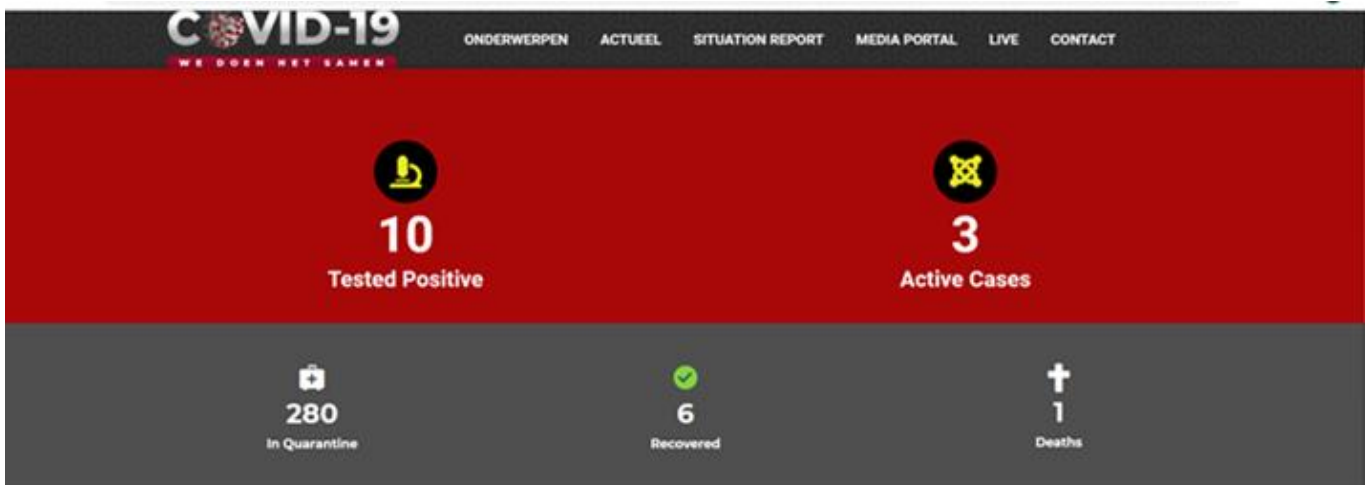 COVID-19
WE DOEN HET SAMEN
ONDERWERPEN ACTUEEL SITUATION REPORT MEDIA PORTAL LIVE CONTACT
10
Tested Positive
3
Active Cases
280
In Quarantine
6
Recovered
1
Deaths